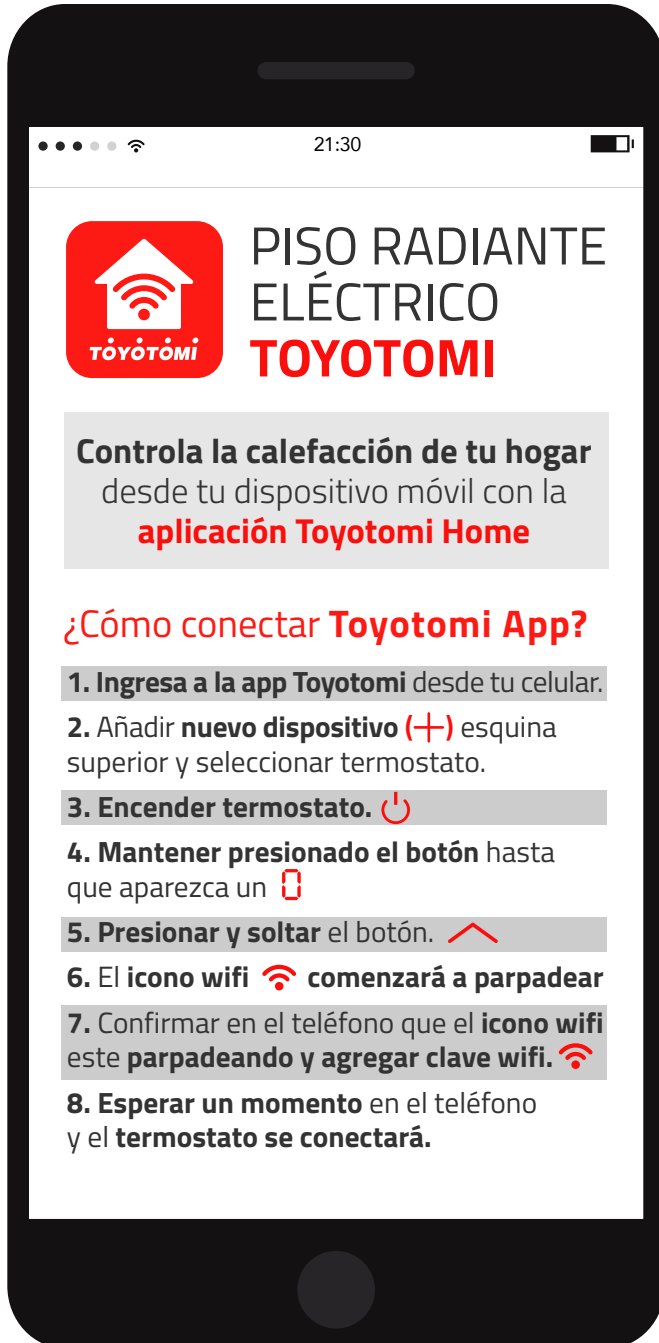 21:30
TOYOTOMI
PISO RADIANTE
ELÉCTRICO
TOYOTOMI
Controla la calefacción de tu hogar
desde tu dispositivo móvil con la
aplicación Toyotomi Home
¿Cómo conectar Toyotomi App?
1. Ingresa a la app Toyotomi desde tu celular.
2. Añadir nuevo dispositivo (+) esquina
superior y seleccionar termostato.
3. Encender termostato.
4. Mantener presionado el botón hasta
que aparezca un 0
5. Presionar y soltar el botón.
6. El icono wifi comenzará a parpadear
7. Confirmar en el teléfono que el icono wifi
este parpadeando y agregar clave wifi.
8. Esperar un momento en el teléfono
y el termostato se conectará.